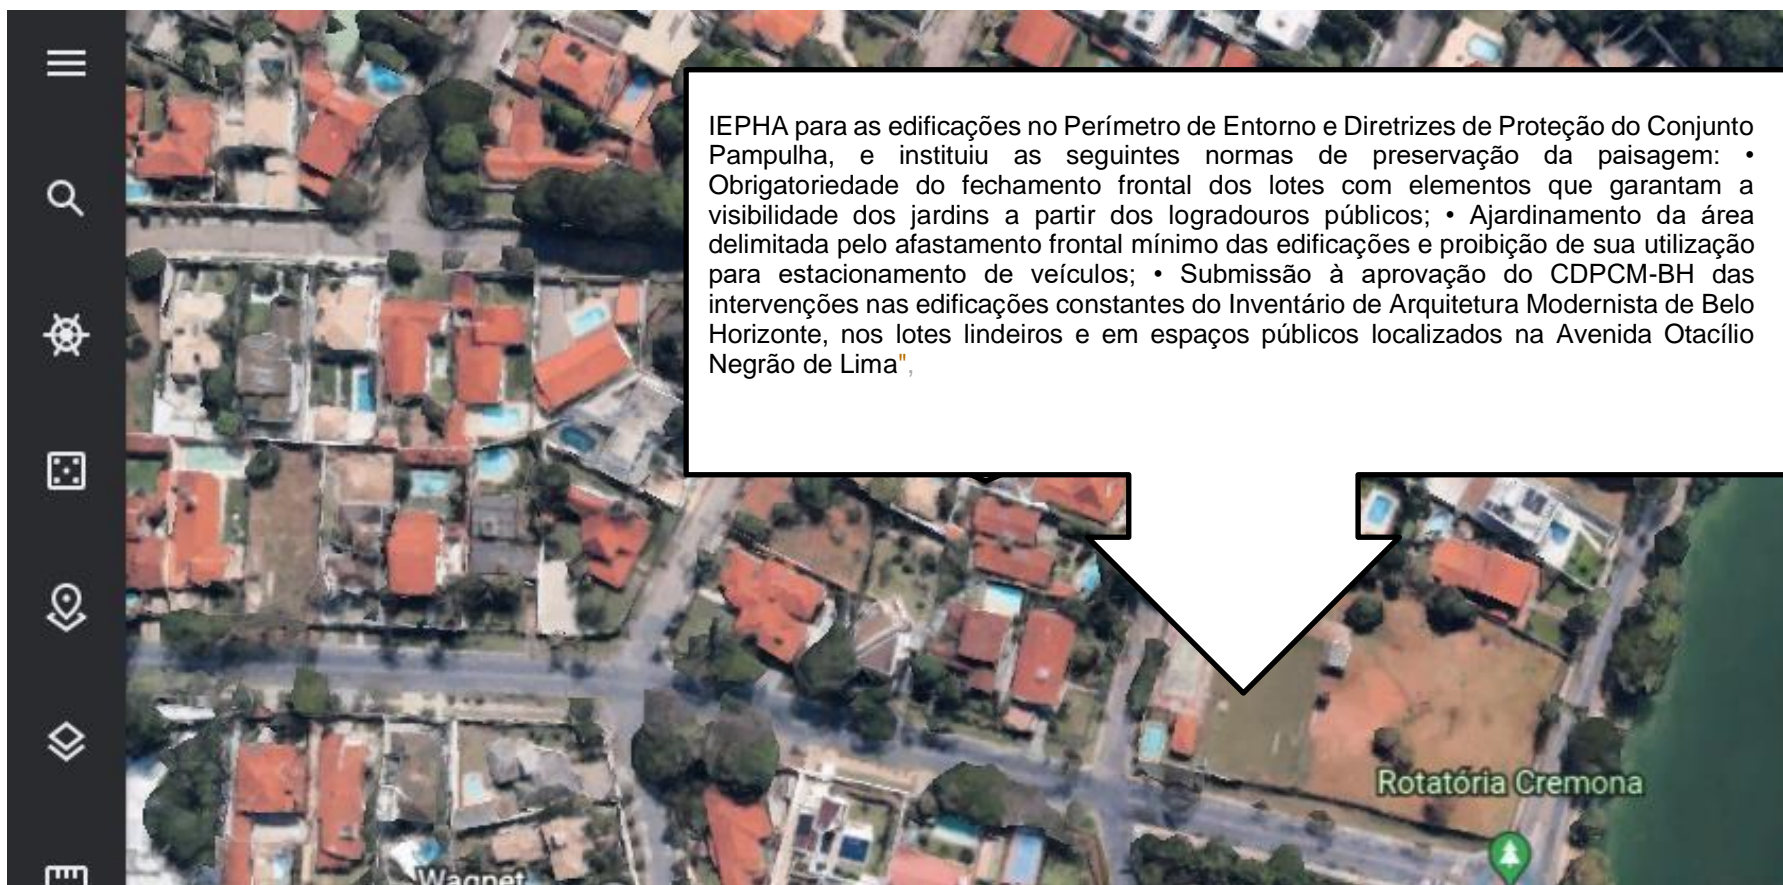 IEPHA para as edificações no Perímetro de Entorno e Diretrizes de Proteção do Conjunto
Pampulha, e instituiu as seguintes normas de preservação da paisagem: •
Obrigatoriedade do fechamento frontal dos lotes com elementos que garantam a
visibilidade dos jardins a partir dos logradouros públicos; • Ajardinamento da área
delimitada pelo afastamento frontal mínimo das edificações e proibição de sua utilização
para estacionamento de veículos; • Submissão à aprovação do CDPCM-BH das
intervenções nas edificações constantes do Inventário de Arquitetura Modernista de Belo
Horizonte, nos lotes lindeiros e em espaços públicos localizados na Avenida Otacílio
Negrão de Lima",
Rotatória Cremona
Wagnet